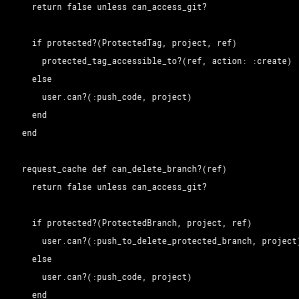 return false unless can_access_git?
if protected?(ProtectedTag, project, ref)
protected_tag_accessible_to?(ref, action: :create)
else
user.can?(:push_code, project)
end
end
request_cache def can_delete_branch?(ref)
return false unless can_access_git?
if protected?(ProtectedBranch, project, ref)
user.can?(:push_to_delete_protected_branch, project)
else
user.can?(:push_code, project)
end